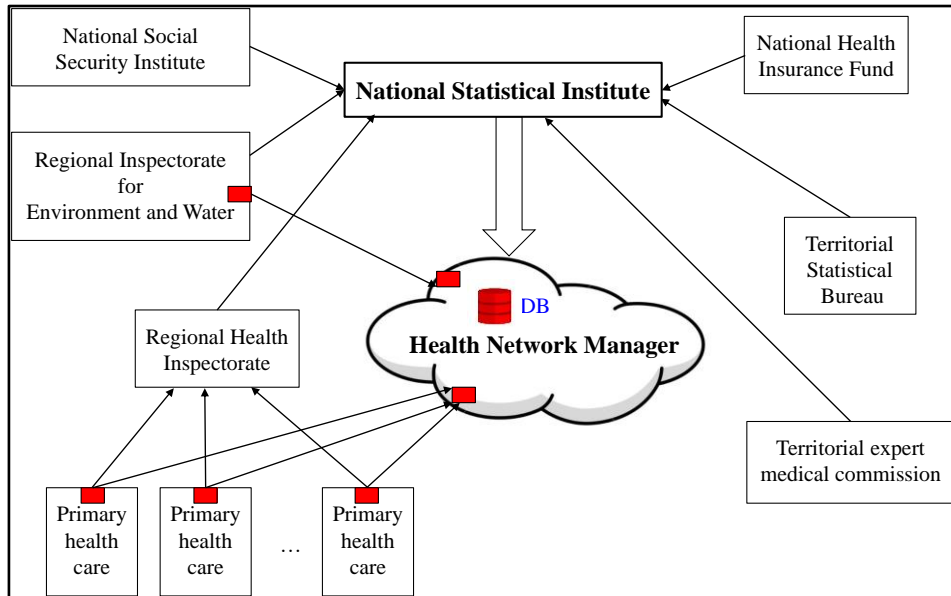 National Social
Security Institute
National Health
Insurance Fund
National Statistical Institute
Regional Inspectorate
for
Environment and Water
Territorial
Statistical
Bureau
DB
Health Network Manager
Regional Health
Inspectorate
Territorial expert
medical commission
Primary
health
care
Primary
health
care
...
Primary
health
care